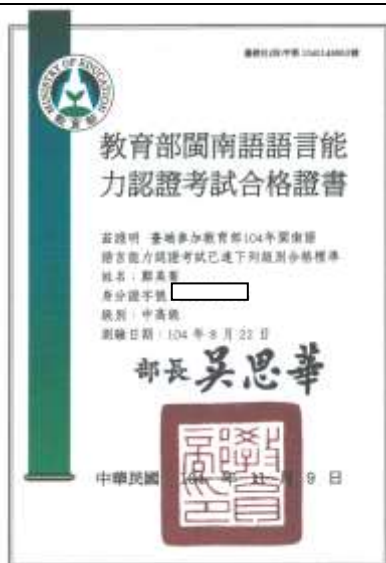 MINISTRY OF EDUCATION
教育部
教育部閩南語語言能
力認證考試合格證書
茲證明 臺端參加教育部104年閩南語
語言能力認證考試已達下列級別合格標準
姓名：
身分證字號
級別：中高級
測驗日期：104 年 8 月 22 日
部長 吳思華
中華民國 104 年 11 月 9 日